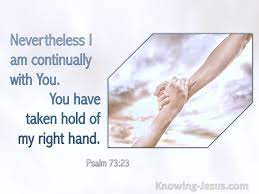 Nevertheless I
am continually
with You.
You have
taken hold of
my right hand.
Psalm 73:23
Knowing-Jesus.com